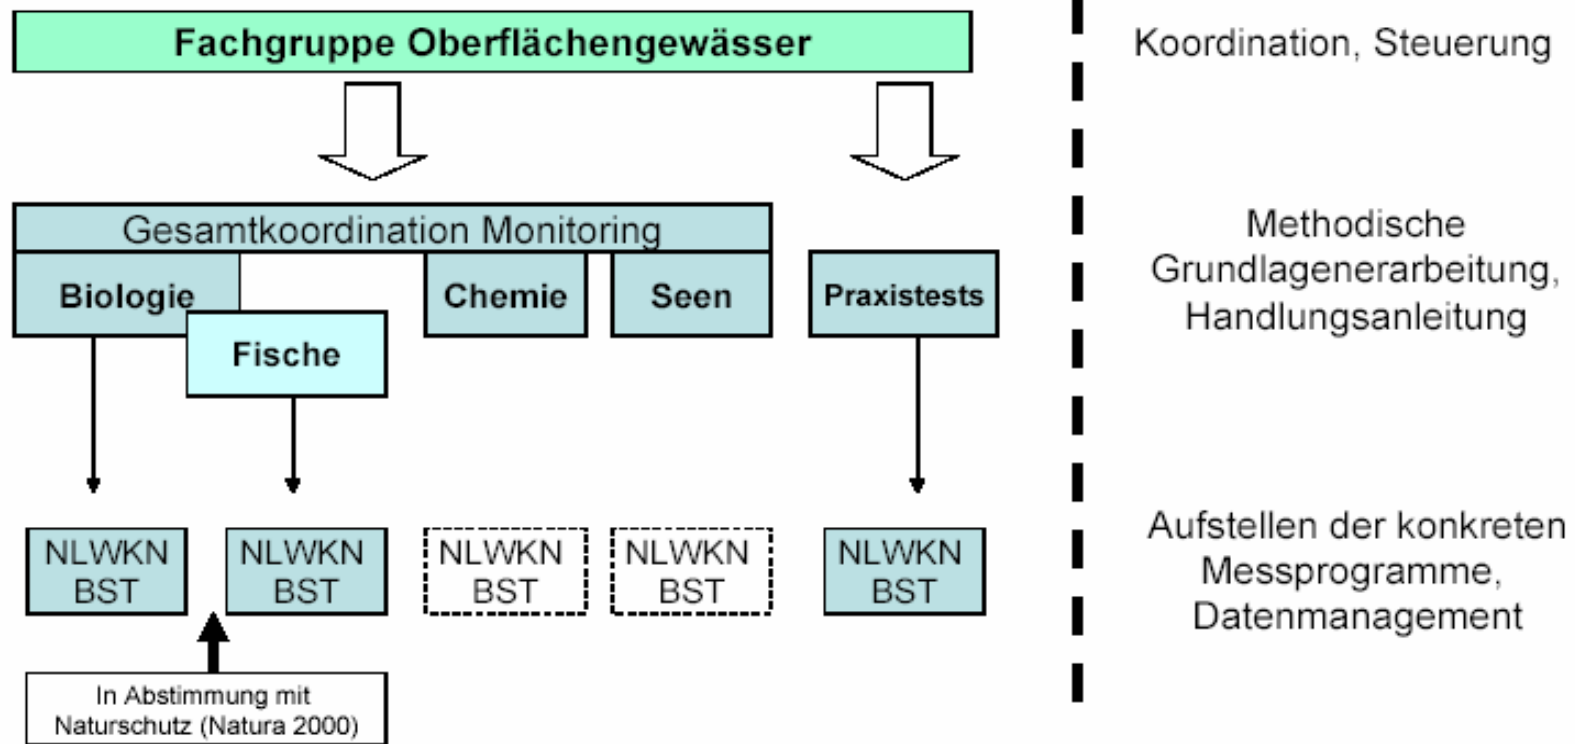 Fachgruppe Oberflächengewässer
Koordination, Steuerung
Gesamtkoordination Monitoring
Biologie
Chemie
Seen
Praxistests
Fische
Methodische
Grundlagenerarbeitung,
Handlungsanleitung
NLWKN
BST
NLWKN
BST
NLWKN
BST
NLWKN
BST
NLWKN
BST
Aufstellen der konkreten
Messprogramme,
Datenmanagement
In Abstimmung mit
Naturschutz (Natura 2000)